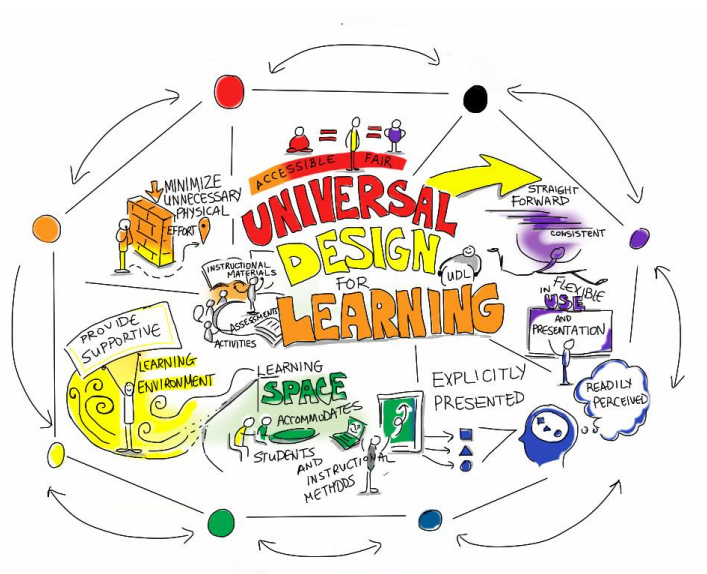 ACCESSIBLE FAIR
UNIVERSAL
DESIGN
FOR
LEARNING
UDL
MINIMIZE
UNNECESSARY
PHYSICAL
EFFORT
INSTRUCTIONAL
MATERIALS
ASSESSMENTS
ACTIVITIES
STRAIGHT
FORWARD
CONSISTENT
FLEXIBLE
IN USE
AND
PRESENTATION
PROVIDE
SUPPORTIVE
LEARNING
ENVIRONMENT
LEARNING
SPACE
ACCOMMODATES
STUDENTS
AND
INSTRUCTIONAL
METHODS
EXPLICITLY
PRESENTED
READILY
PERCEIVED